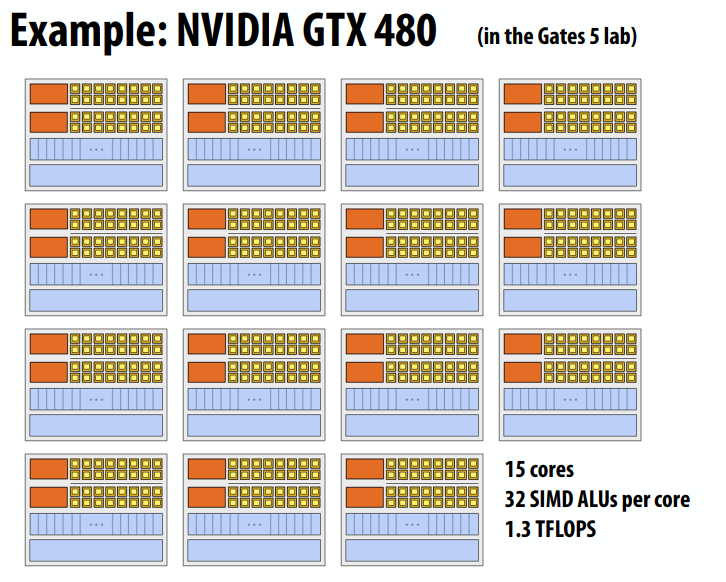 Example: NVIDIA GTX 480 (in the Gates 5 lab)
15 cores
32 SIMD ALUs per core
1.3 TFLOPS